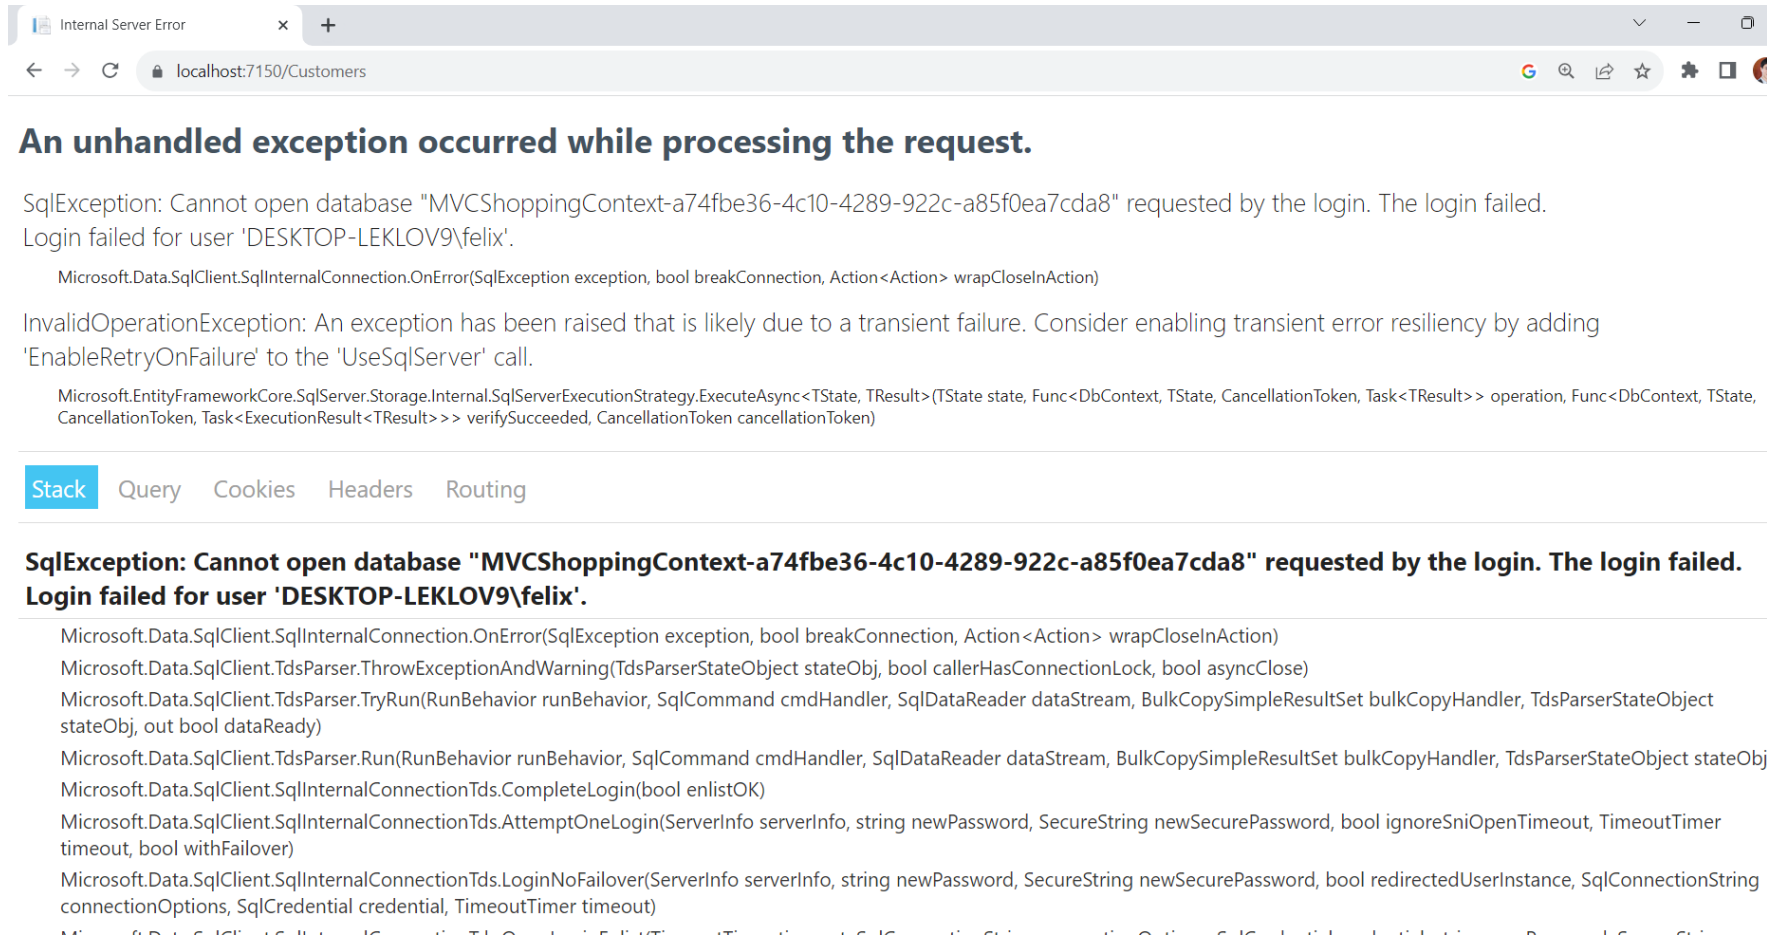 Internal Server Error
localhost:7150/Customers
An unhandled exception occurred while processing the request.
SqlException: Cannot open database "MVCShoppingContext-a74fbe36-4c10-4289-922c-a85f0ea7cda8" requested by the login. The login failed.
Login failed for user 'DESKTOP-LEKLOV9\felix'.
Microsoft.Data.SqlClient.SqlInternalConnection.OnError(SqlException exception, bool breakConnection, Action<Action> wrapCloseInAction)
InvalidOperationException: An exception has been raised that is likely due to a transient failure. Consider enabling transient error resiliency by adding
'EnableRetryOnFailure' to the 'UseSqlServer' call.
Microsoft.EntityFrameworkCore.SqlServer.Storage.Internal.SqlServerExecutionStrategy.ExecuteAsync<TState, TResult>(TState state, Func<DbContext, TState, CancellationToken, Task<TResult>> operation, Func<DbContext, TState,
CancellationToken, Task<ExecutionResult<TResult>>> verifySucceeded, CancellationToken cancellationToken)
Stack Query Cookies Headers Routing
SqlException: Cannot open database "MVCShoppingContext-a74fbe36-4c10-4289-922c-a85f0ea7cda8" requested by the login. The login failed.
Login failed for user 'DESKTOP-LEKLOV9\felix'.
Microsoft.Data.SqlClient.SqlInternalConnection.OnError(SqlException exception, bool breakConnection, Action<Action> wrapCloseInAction)
Microsoft.Data.SqlClient.TdsParser.ThrowExceptionAndWarning(TdsParserStateObject stateObj, bool callerHasConnectionLock, bool asyncClose)
Microsoft.Data.SqlClient.TdsParser.TryRun(RunBehavior runBehavior, SqlCommand cmdHandler, SqlDataReader dataStream, BulkCopySimpleResultSet bulkCopyHandler, TdsParserStateObject
stateObj, out bool dataReady)
Microsoft.Data.SqlClient.TdsParser.Run(RunBehavior runBehavior, SqlCommand cmdHandler, SqlDataReader dataStream, BulkCopySimpleResultSet bulkCopyHandler, TdsParserStateObject stateObj
Microsoft.Data.SqlClient.SqlInternalConnectionTds.CompleteLogin(bool enlistOK)
Microsoft.Data.SqlClient.SqlInternalConnectionTds.AttemptOneLogin(ServerInfo serverInfo, string newPassword, SecureString newSecurePassword, bool ignoreSniOpenTimeout, TimeoutTimer
timeout, bool withFailover)
Microsoft.Data.SqlClient.SqlInternalConnectionTds.LoginNoFailover(ServerInfo serverInfo, string newPassword, SecureString newSecurePassword, bool redirectedUserInstance, SqlConnectionString
connectionOptions, SqlCredential credential, TimeoutTimer timeout)